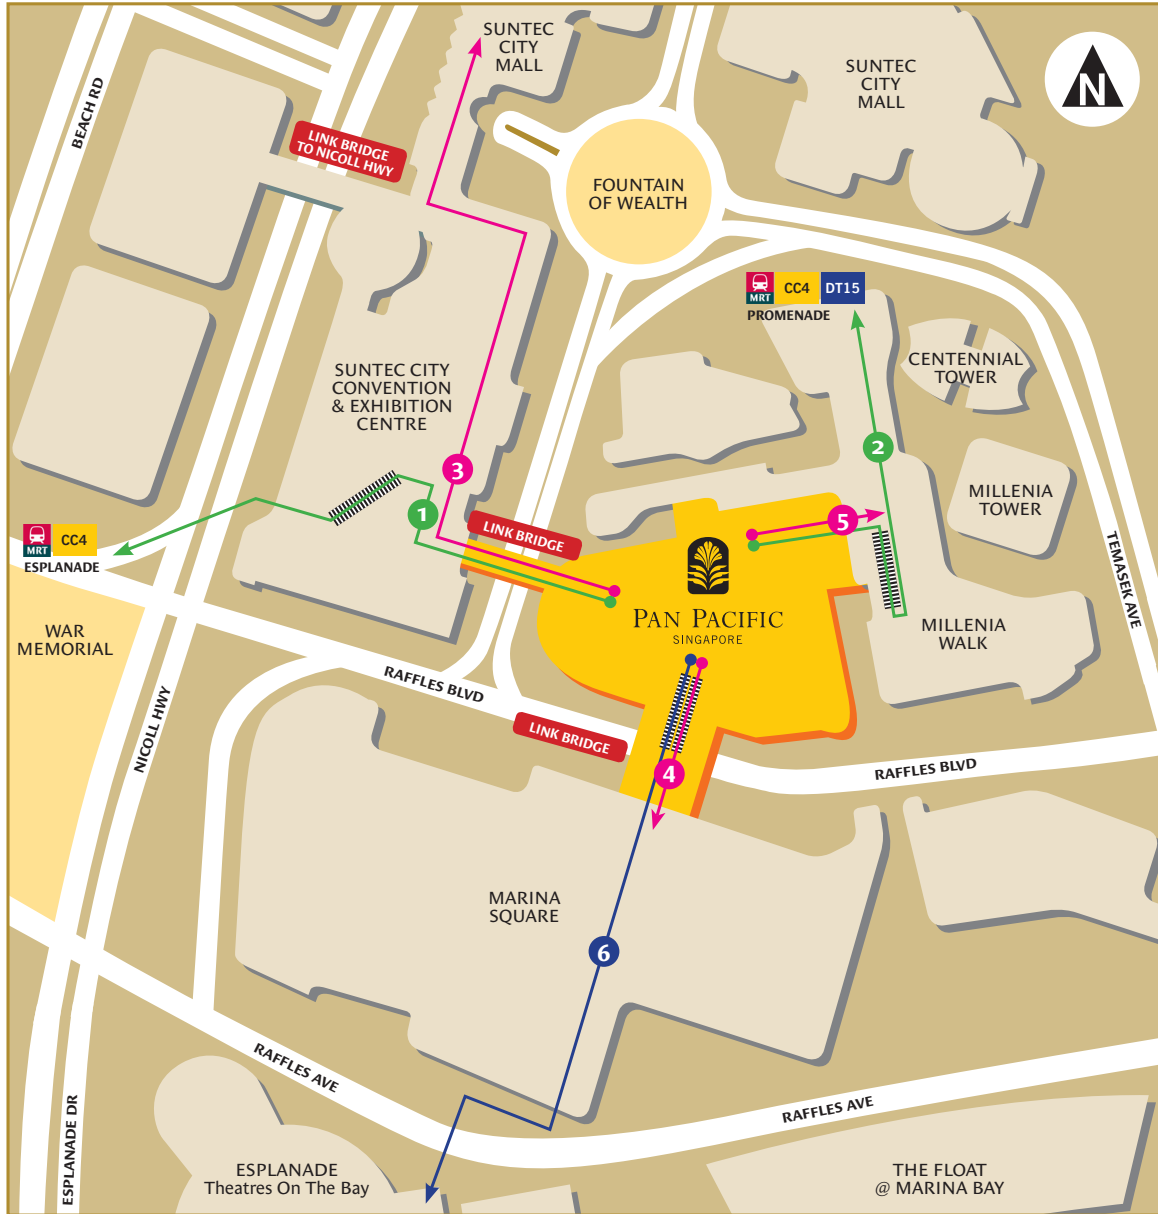 SUNTEC
CITY
MALL
SUNTEC
CITY
MALL
N
BEACH RD
LINK BRIDGE
TO NICOLL HWY
FOUNTAIN
OF WEALTH
MRT CC4 DT15
PROMENADE
CENTENNIAL
TOWER
SUNTEC CITY
CONVENTION
& EXHIBITION
CENTRE
2
3
MILLENIA
TOWER
1
5
LINK BRIDGE
MRT CC4
ESPLANADE
TEMASEK AVE
PAN PACIFIC
SINGAPORE
WAR
MEMORIAL
MILLENIA
WALK
RAFFLES BLVD
NICOLL HWY
LINK BRIDGE
4
RAFFLES BLVD
MARINA
SQUARE
6
RAFFLES AVE
RAFFLES AVE
ESPLANADE DR
ESPLANADE
Theatres On The Bay
THE FLOAT
@ MARINA BAY